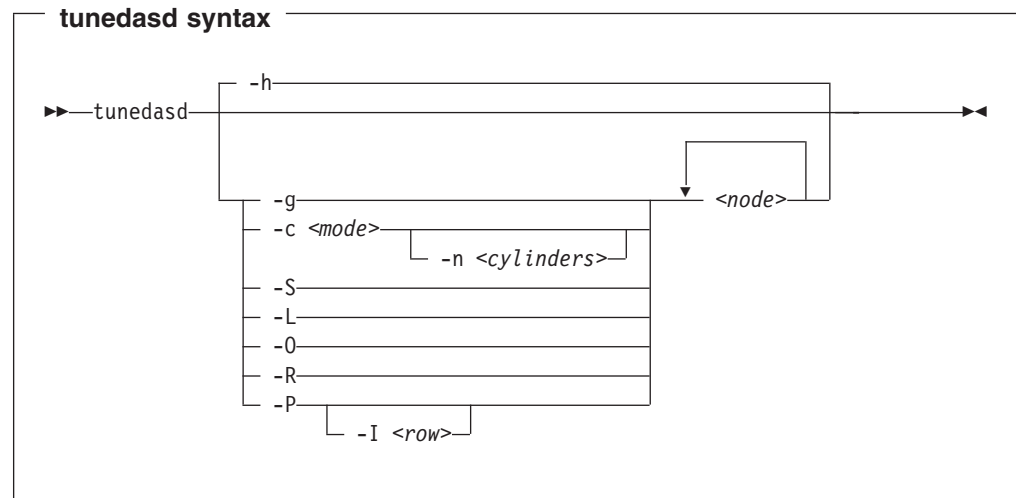 tunedasd syntax
-h
tunedasd
-g <node>
-c <mode>
-n <cylinders>
-S
-L
-O
-R
-P
-I <row>